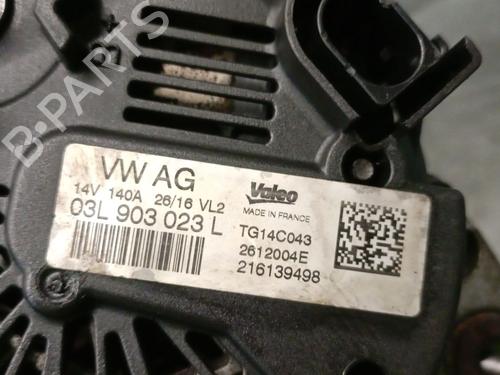 B-PARTS
VW AG
14V 140A 26/16 VL2
03L 903 023 L
Valeo
MADE IN FRANCE
TG14C043
2612004E
216139498